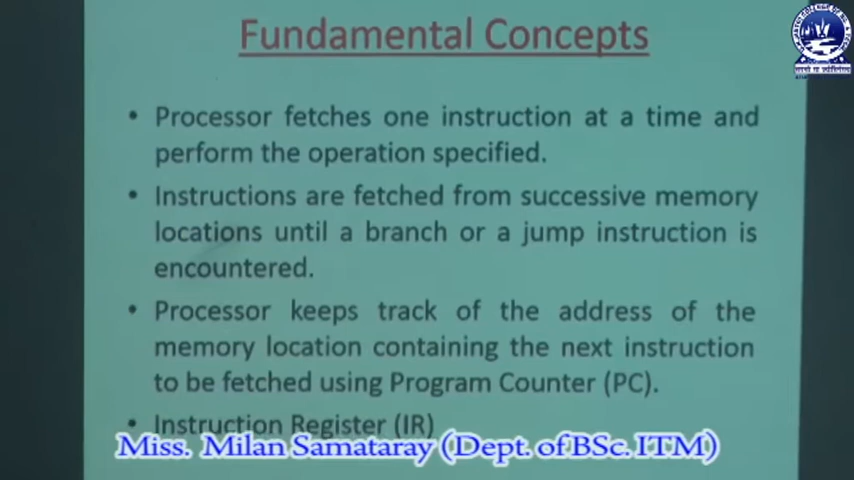 Fundamental Concepts
• Processor fetches one instruction at a time and
perform the operation specified.
• Instructions are fetched from successive memory
locations until a branch or a jump instruction is
encountered.
• Processor keeps track of the address of the
memory location containing the next instruction
to be fetched using Program Counter (PC).
• Instruction Register (IR)
Miss. Milan Samataray (Dept. of BSc. ITM)